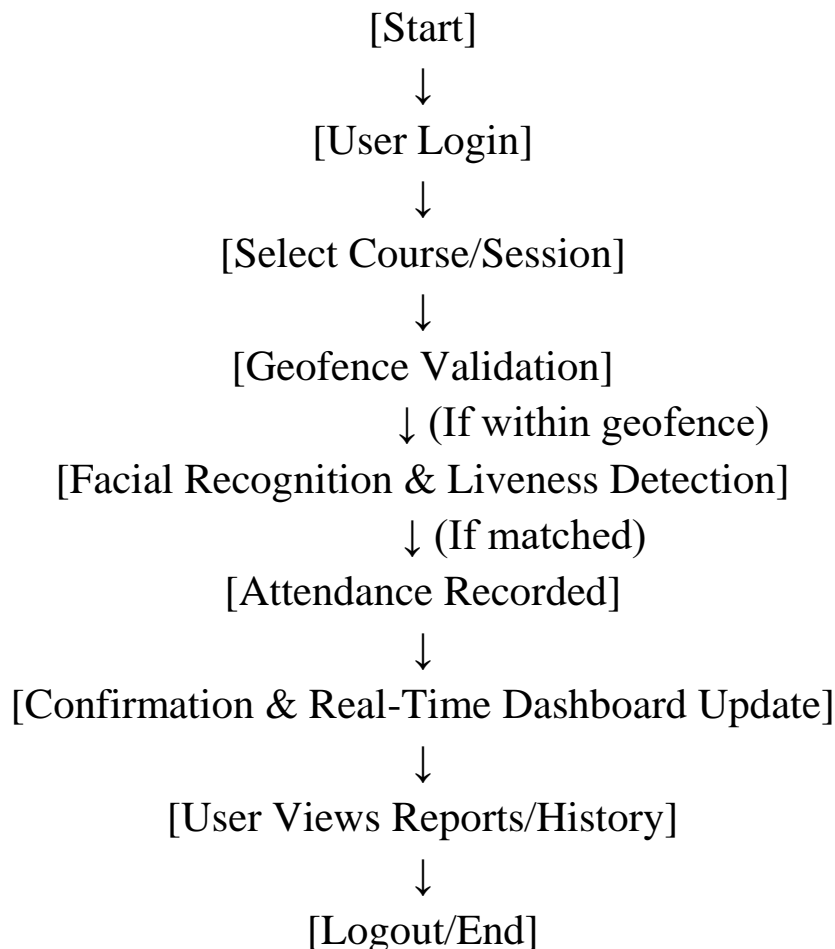 [Start]
↓
[User Login]
↓
[Select Course/Session]
↓
[Geofence Validation]
↓ (If within geofence)
[Facial Recognition & Liveness Detection]
↓ (If matched)
[Attendance Recorded]
↓
[Confirmation & Real-Time Dashboard Update]
↓
[User Views Reports/History]
↓
[Logout/End]